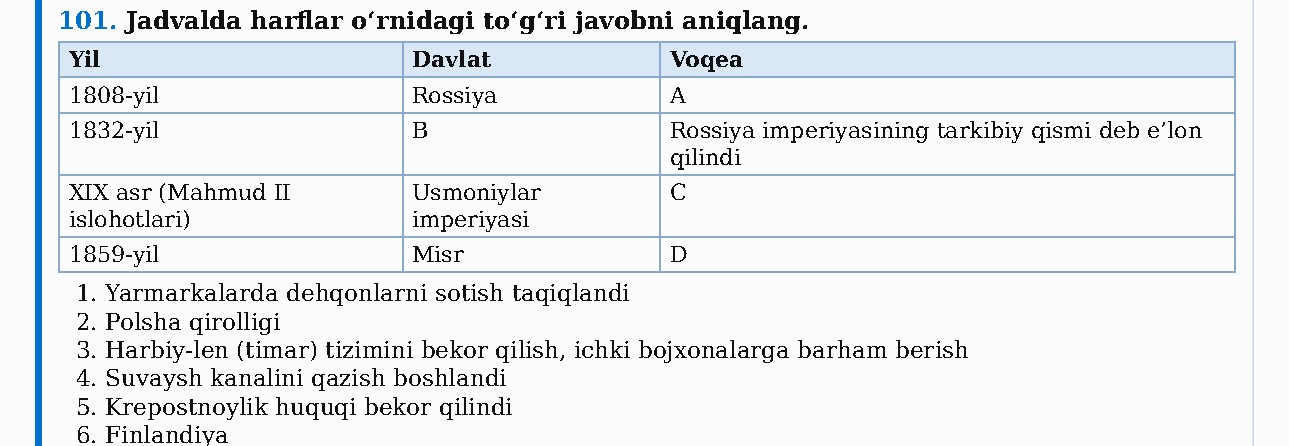 101. Jadvalda harflar o‘rnidagi to‘g‘ri javobni aniqlang.
Yil Davlat Voqea
1808-yil Rossiya A
1832-yil B Rossiya imperiyasining tarkibiy qismi deb e’lon
qilindi
XIX asr (Mahmud II Usmoniylar C
islohotlari) imperiyasi
1859-yil Misr D
1. Yarmarkalarda dehqonlarni sotish taqiqlandi
2. Polsha qirolligi
3. Harbiy-len (timar) tizimini bekor qilish, ichki bojxonalarga barham berish
4. Suvaysh kanalini qazish boshlandi
5. Krepostnoylik huquqi bekor qilindi
6. Finlandiya